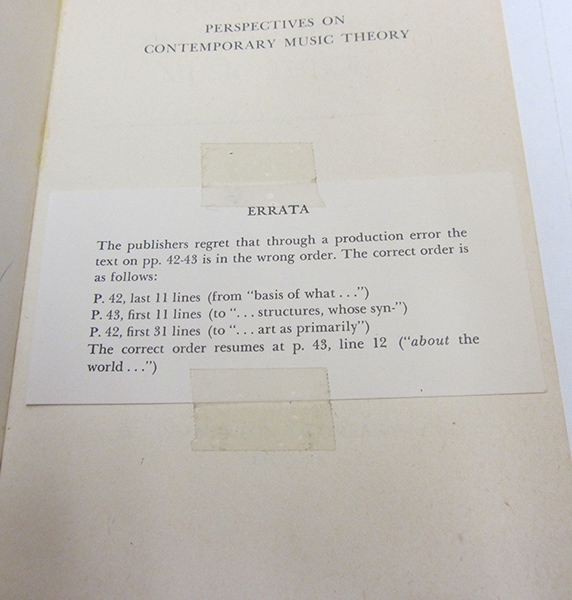 PERSPECTIVES ON
CONTEMPORARY MUSIC THEORY
ERRATA
The publishers regret that through a production error the
text on pp. 42-43 is in the wrong order. The correct order is
as follows:
P. 42, last 11 lines (from "basis of what . . .")
P. 43, first 11 lines (to ". . . structures, whose syn-")
P. 42, first 31 lines (to ". . . art as primarily")
The correct order resumes at p. 43, line 12 ("about the
world . . .")